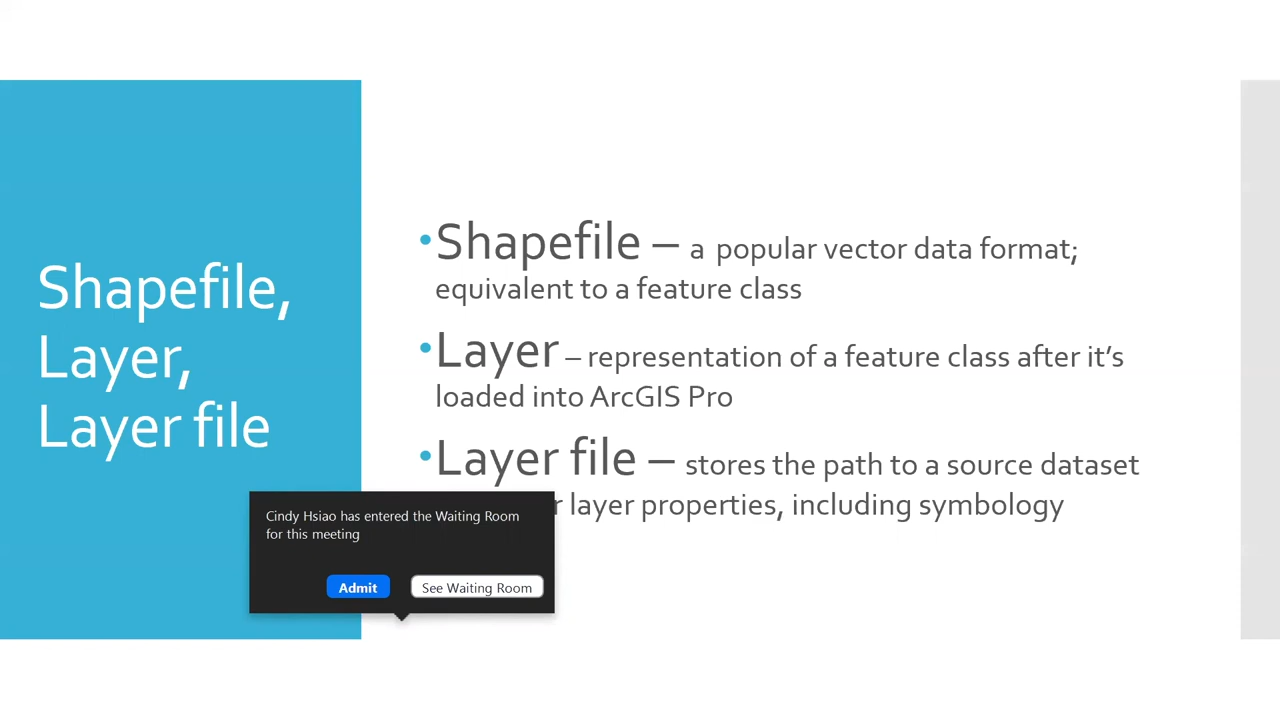 Shapefile,
Layer,
Layer file
•Shapefile – a popular vector data format;
equivalent to a feature class
•Layer – representation of a feature class after it’s
loaded into ArcGIS Pro
•Layer file – stores the path to a source dataset
layer properties, including symbology
Cindy Hsiao has entered the Waiting Room
for this meeting
Admit
See Waiting Room